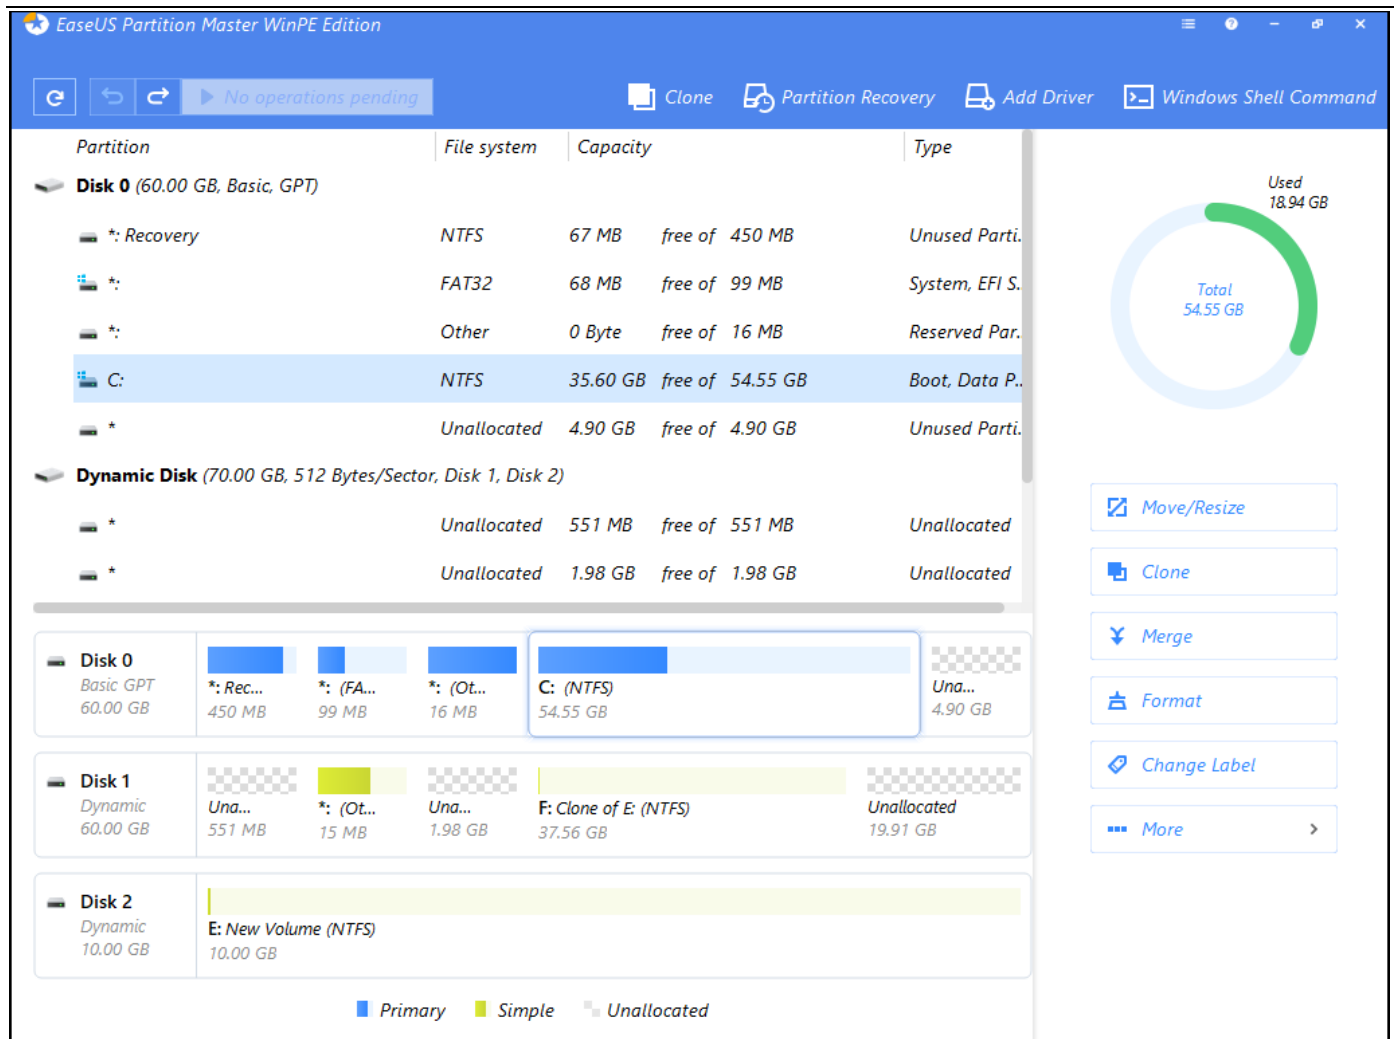 EaseUS Partition Master WinPE Edition
No operations pending
Clone
Partition Recovery
Add Driver
Windows Shell Command
Partition File system Capacity Type
Disk 0 (60.00 GB, Basic, GPT)
*: Recovery NTFS 67 MB free of 450 MB Unused Parti..
*: FAT32 68 MB free of 99 MB System, EFI S..
*: Other 0 Byte free of 16 MB Reserved Par..
C: NTFS 35.60 GB free of 54.55 GB Boot, Data P..
* Unallocated 4.90 GB free of 4.90 GB Unused Parti..
Dynamic Disk (70.00 GB, 512 Bytes/Sector, Disk 1, Disk 2)
* Unallocated 551 MB free of 551 MB Unallocated
* Unallocated 1.98 GB free of 1.98 GB Unallocated
Used
18.94 GB
Total
54.55 GB
Move/Resize
Clone
Merge
Format
Change Label
More
Disk 0
Basic GPT
60.00 GB
*: Rec...
450 MB
*: (FA...
99 MB
*: (Ot...
16 MB
C: (NTFS)
54.55 GB
Una...
4.90 GB
Disk 1
Dynamic
60.00 GB
Una...
551 MB
*: (Ot...
15 MB
Una...
1.98 GB
F: Clone of E: (NTFS)
37.56 GB
Unallocated
19.91 GB
Disk 2
Dynamic
10.00 GB
E: New Volume (NTFS)
10.00 GB
Primary Simple Unallocated